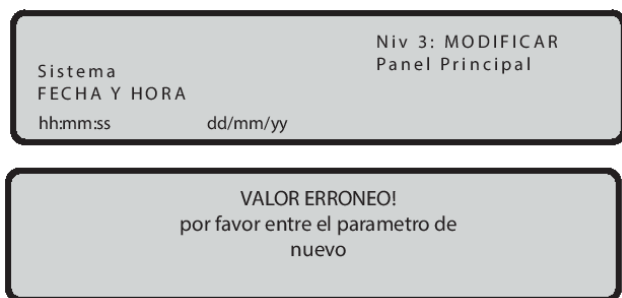 Niv 3: MODIFICAR
Sistema Panel Principal
FECHA Y HORA
hh:mm:ss dd/mm/yy
VALOR ERRONEO!
por favor entre el parametro de
nuevo